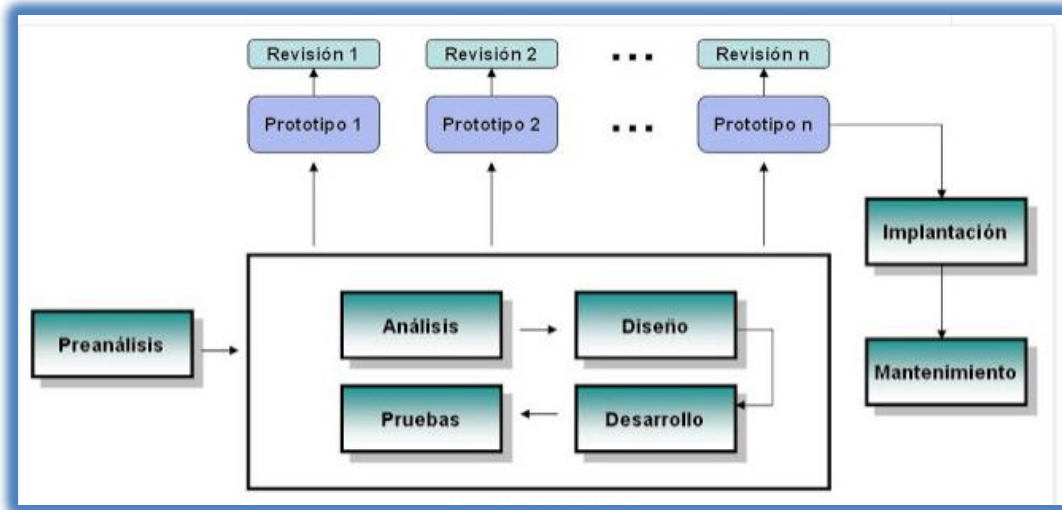 Revisión 1
Revisión 2
...
Revisión n
Prototipo 1
Prototipo 2
...
Prototipo n
Implantación
Preanálisis
Análisis
Diseño
Mantenimiento
Pruebas
Desarrollo